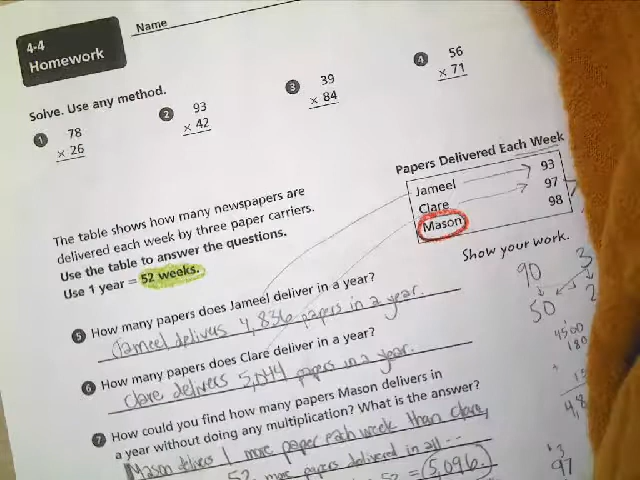 4-4
Homework
Name
Solve. Use any method.
1 78
× 26
2 93
× 42
3 39
× 84
4 56
× 71
The table shows how many newspapers are
delivered each week by three paper carriers.
Use the table to answer the questions.
Use 1 year = 52 weeks.
Papers Delivered Each Week
Jameel 93
Clare 97
Mason 98
Show your work.
5 How many papers does Jameel deliver in a year?
Jameel delivers 4,836 papers in a year.
6 How many papers does Clare deliver in a year?
Clare delivers 5,044 papers in a year.
7 How could you find how many papers Mason delivers in
a year without doing any multiplication? What is the answer?
Mason delivers 1 more paper each week than Clare,
52 more papers delivered in all...
52 = 5,096.
90 3
50 2
4500
180
97